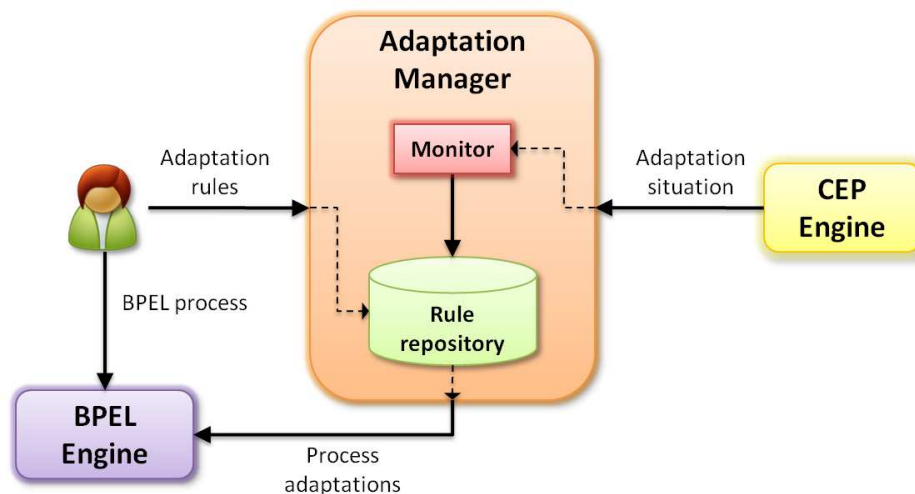 Adaptation
Manager
Monitor
Adaptation
rules
Adaptation
situation
CEP
Engine
BPEL process
Rule
repository
BPEL
Engine
Process
adaptations